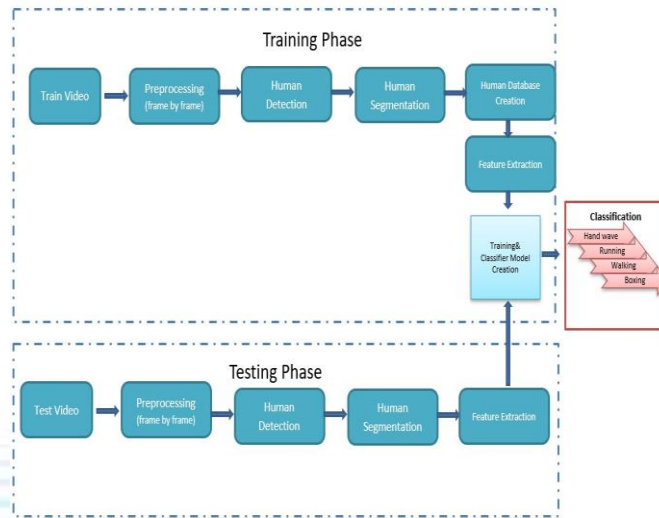 Training Phase
Train Video
Preprocessing
(frame by frame)
Human
Detection
Human
Segmentation
Human Database
Creation
Feature Extraction
Training&
Classifier Model
Creation
Classification
Hand wave
Running
Walking
Boxing
Testing Phase
Test Video
Preprocessing
(frame by frame)
Human
Detection
Human
Segmentation
Feature Extraction